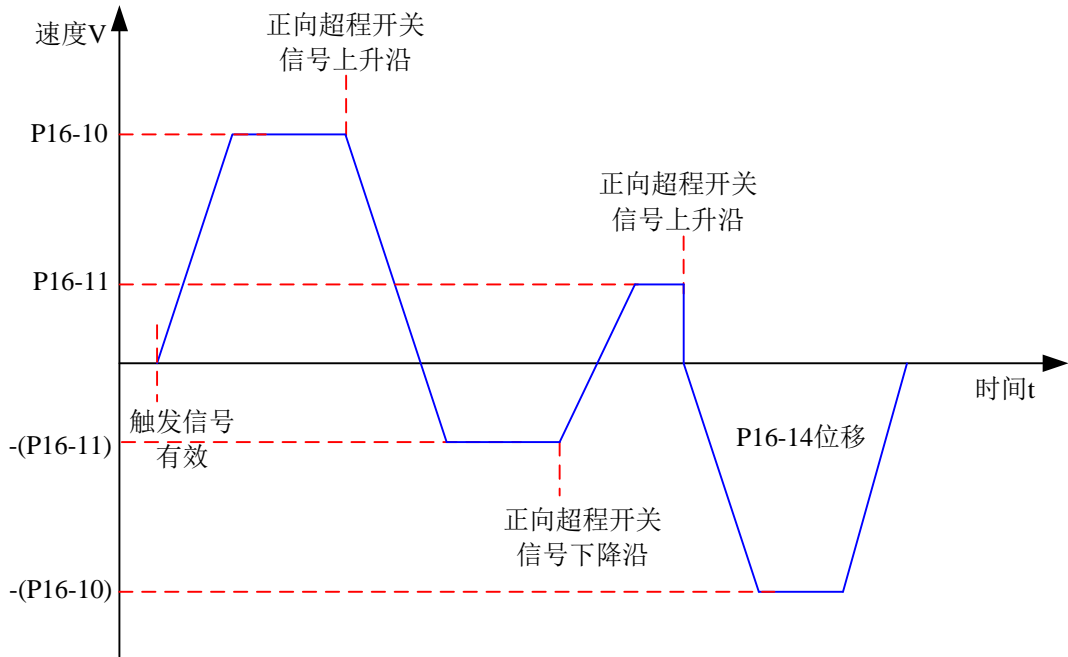 速度V
正向超程开关
信号上升沿
P16-10
正向超程开关
信号上升沿
P16-11
时间t
触发信号
有效
-(P16-11)
P16-14位移
正向超程开关
信号下降沿
-(P16-10)